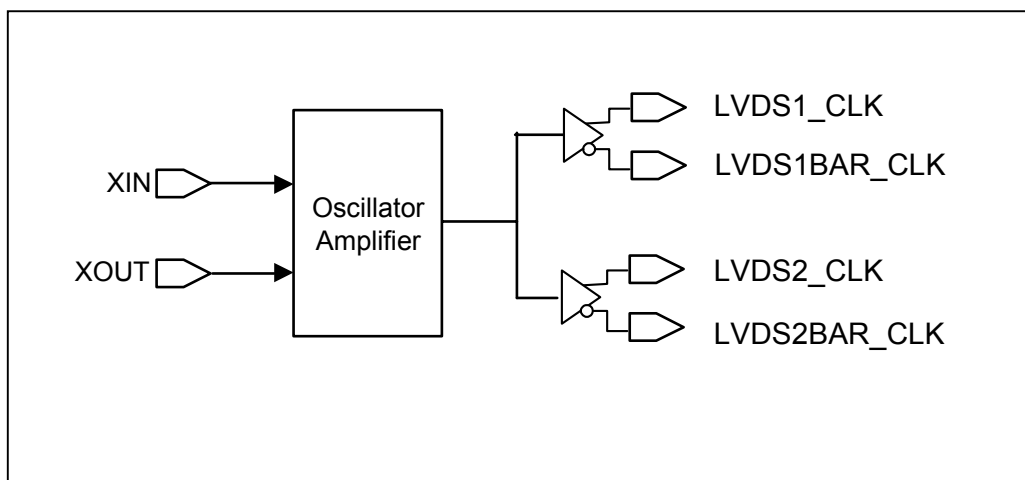 XIN
XOUT
Oscillator
Amplifier
LVDS1_CLK
LVDS1BAR_CLK
LVDS2_CLK
LVDS2BAR_CLK